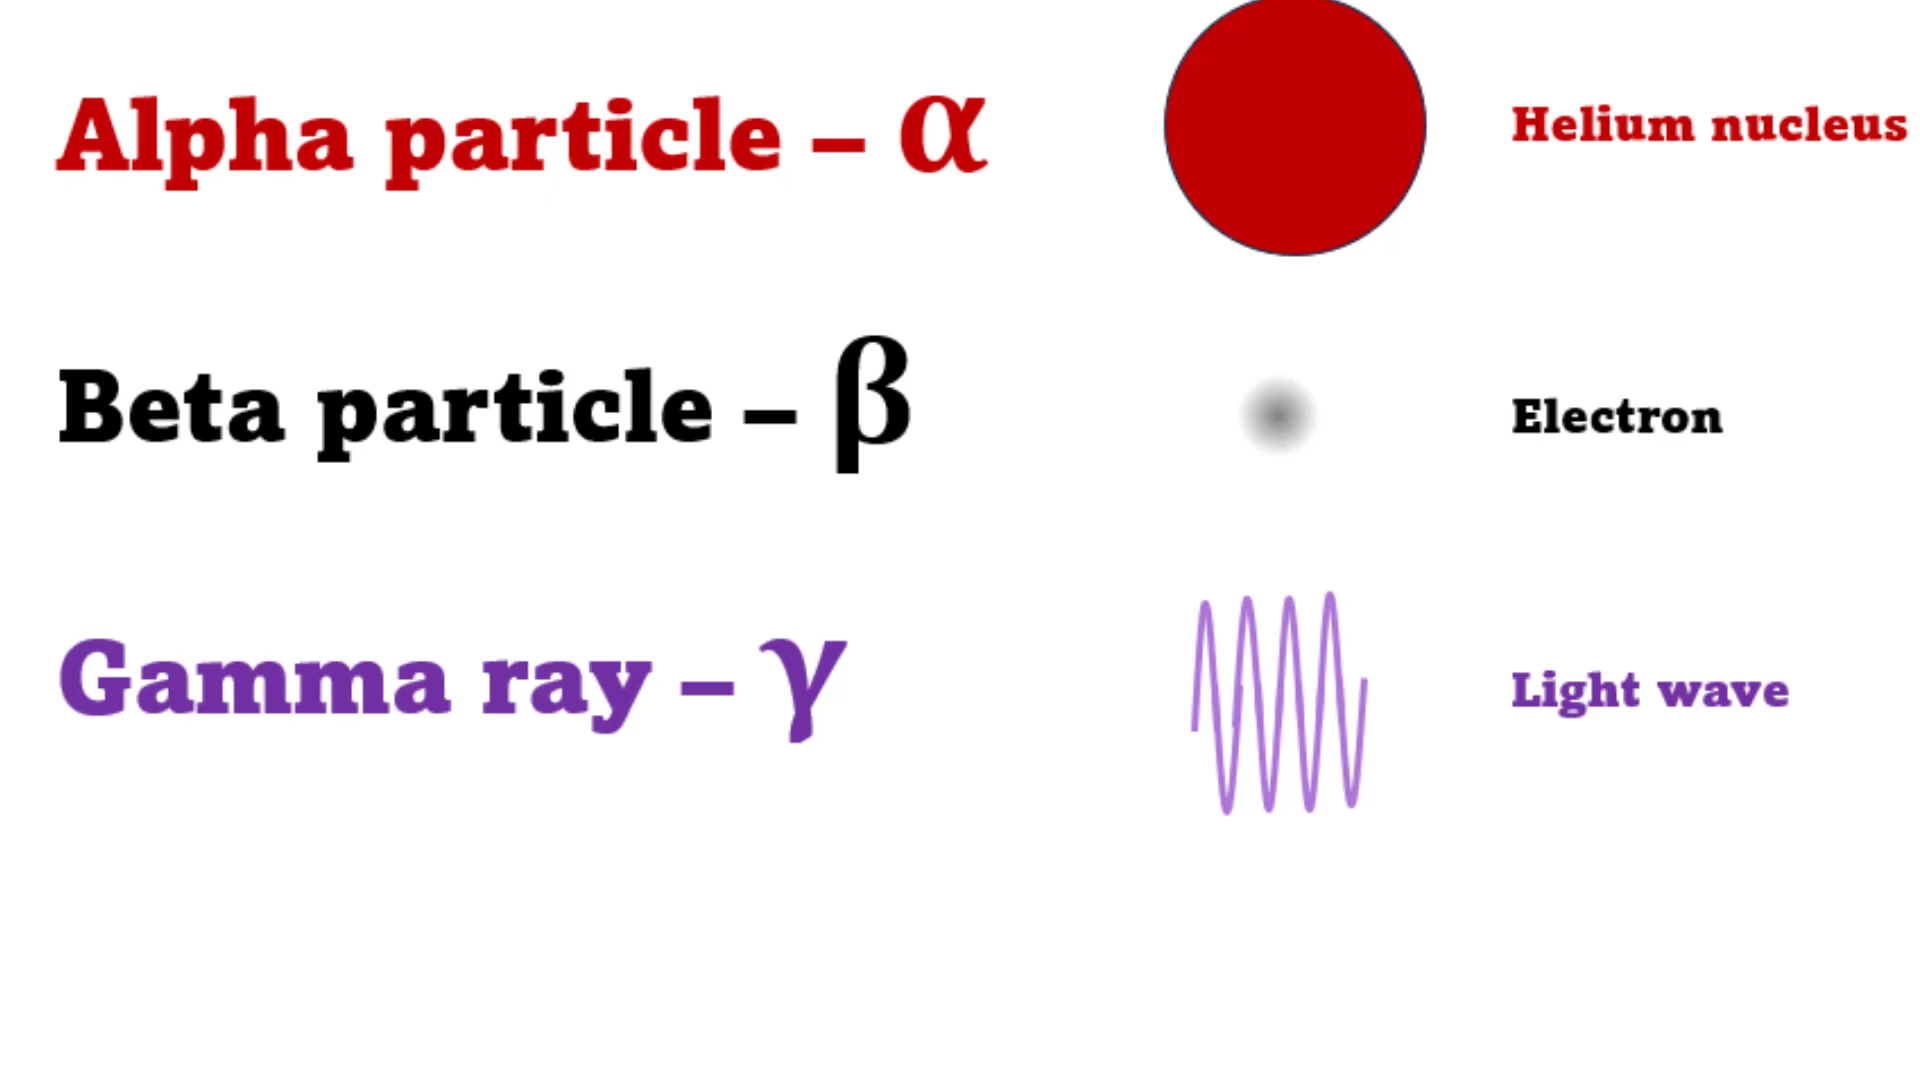 Alpha particle – α
Helium nucleus
Beta particle – β
Electron
Gamma ray – γ
Light wave